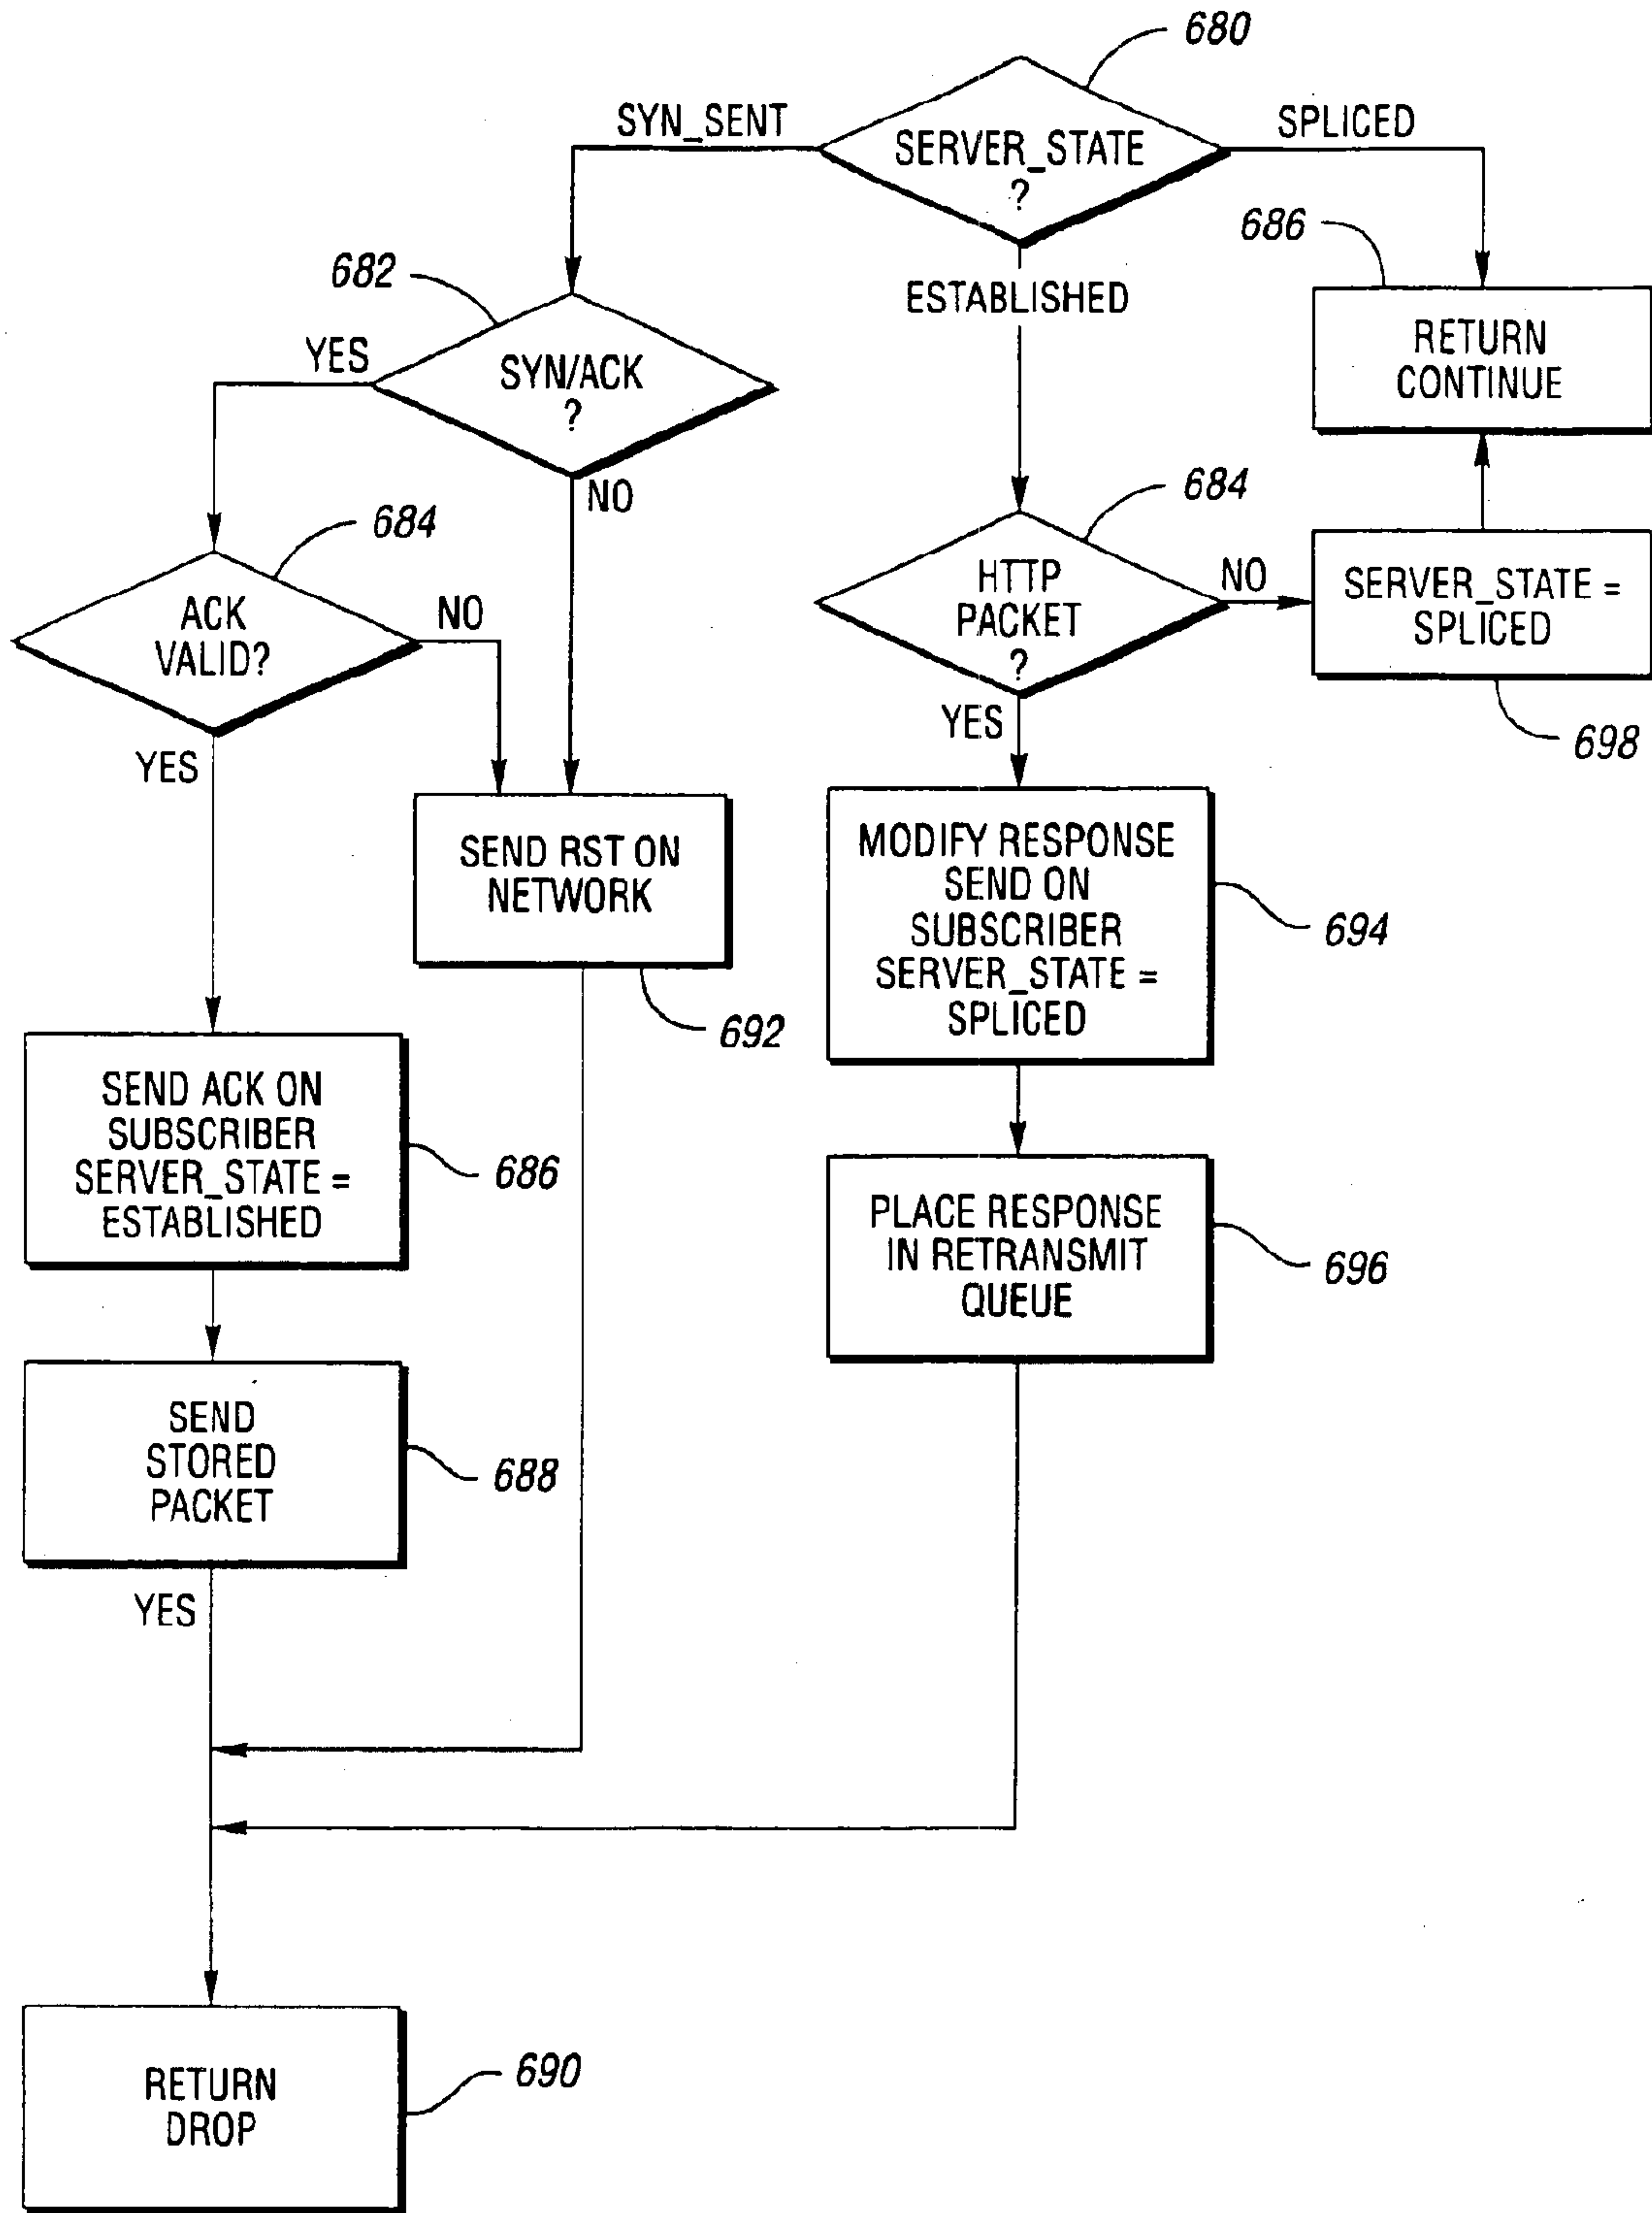 680
SYN_SENT
SERVER_STATE
?
SPLICED
686
682
ESTABLISHED
RETURN
CONTINUE
YES
SYN/ACK
?
NO
684
684
ACK
VALID?
NO
HTTP
PACKET
?
NO
SERVER_STATE =
SPLICED
698
YES
YES
SEND RST ON
NETWORK
692
MODIFY RESPONSE
SEND ON
SUBSCRIBER
SERVER_STATE =
SPLICED
694
SEND ACK ON
SUBSCRIBER
SERVER_STATE =
ESTABLISHED
686
PLACE RESPONSE
IN RETRANSMIT
QUEUE
696
SEND
STORED
PACKET
688
YES
RETURN
DROP
690